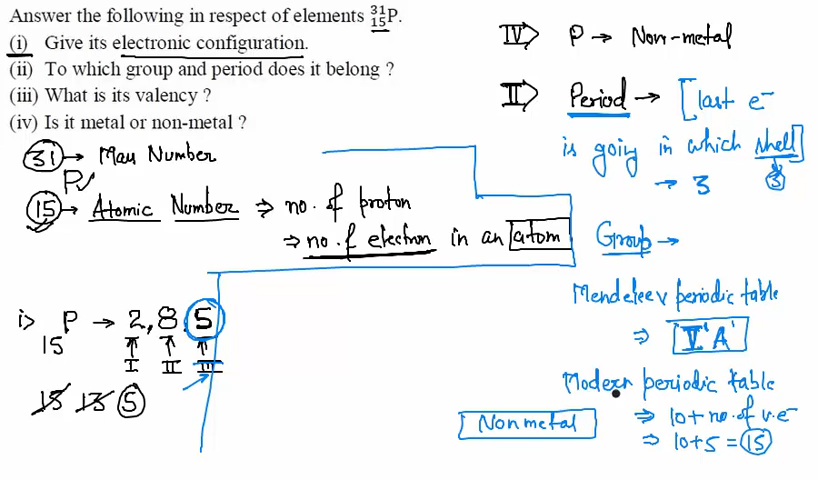 Answer the following in respect of elements ³¹₁₅P.
(i) Give its electronic configuration.
(ii) To which group and period does it belong ?
(iii) What is its valency ?
(iv) Is it metal or non-metal ?
31 → Mass Number
P
15 → Atomic Number ⇒ no. of proton
⇒ no. of electron in an atom
i> P → 2, 8, 5
15
I II III
15 13 5
IV> P → Non-metal
II> Period → [last e-
is going in which shell]
→ 3 3
Group →
Mendeleev periodic table
⇒ V 'A'
Modern periodic table
⇒ 10 + no. of v.e-
⇒ 10+5 = 15
Nonmetal